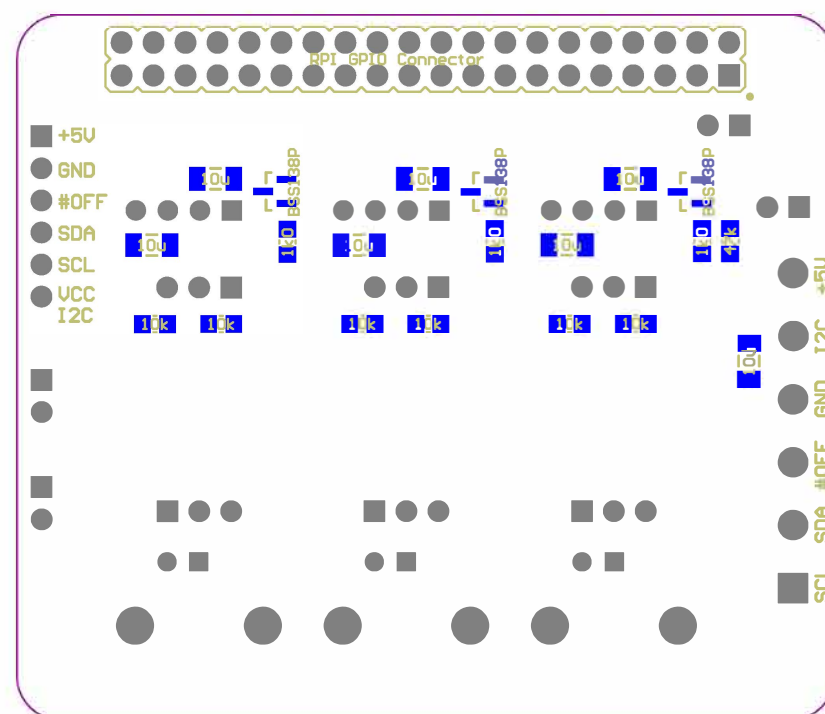 RPI GPIO Connector
+5V
GND
#OFF
SDA
SCL
VCC
I2C
10u
BSS138P
10u
BSS138P
10u
BSS138P
10u
1k0
10u
1k0
10u
1k0
42k
10k
10k
10k
10k
10k
10k
10u
+5V
I2C
GND
#OFF
SDA
SCL